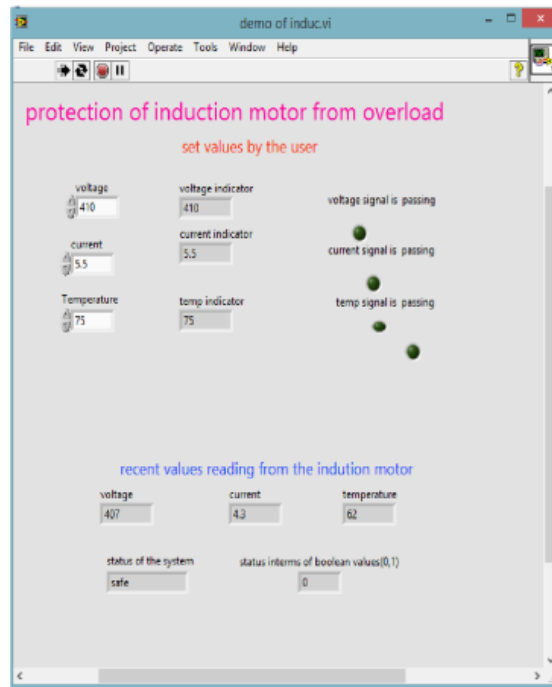 demo of induc.vi
File Edit View Project Operate Tools Window Help
?
protection of induction motor from overload
set values by the user
voltage voltage indicator voltage signal is passing
410 410
current current indicator current signal is passing
5.5 5.5
Temperature temp indicator temp signal is passing
75 75
recent values reading from the indution motor
voltage current temperature
407 4.3 62
status of the system status interms of boolean values(0,1)
safe 0